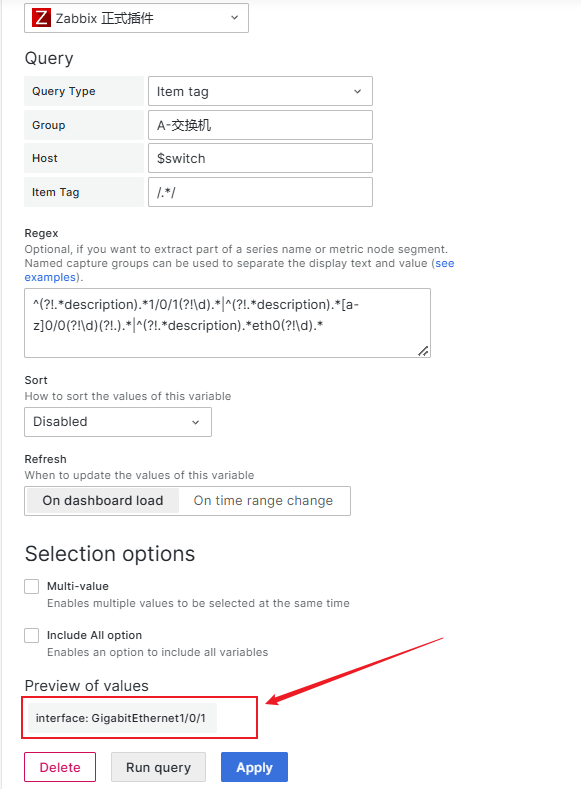 Z Zabbix 正式插件
Query
Query Type Item tag
Group A-交换机
Host $switch
Item Tag /.*/
Regex
Optional, if you want to extract part of a series name or metric node segment.
Named capture groups can be used to separate the display text and value (see
examples).
^(?!.*description).*1/0/1(?!\d).*|^(?!.*description).*[a-
z]0/0(?!\d)(?!.).*|^(?!.*description).*eth0(?!\d).*
Sort
How to sort the values of this variable
Disabled
Refresh
When to update the values of this variable
On dashboard load On time range change
Selection options
Multi-value
Enables multiple values to be selected at the same time
Include All option
Enables an option to include all variables
Preview of values
interface: GigabitEthernet1/0/1
Delete Run query Apply